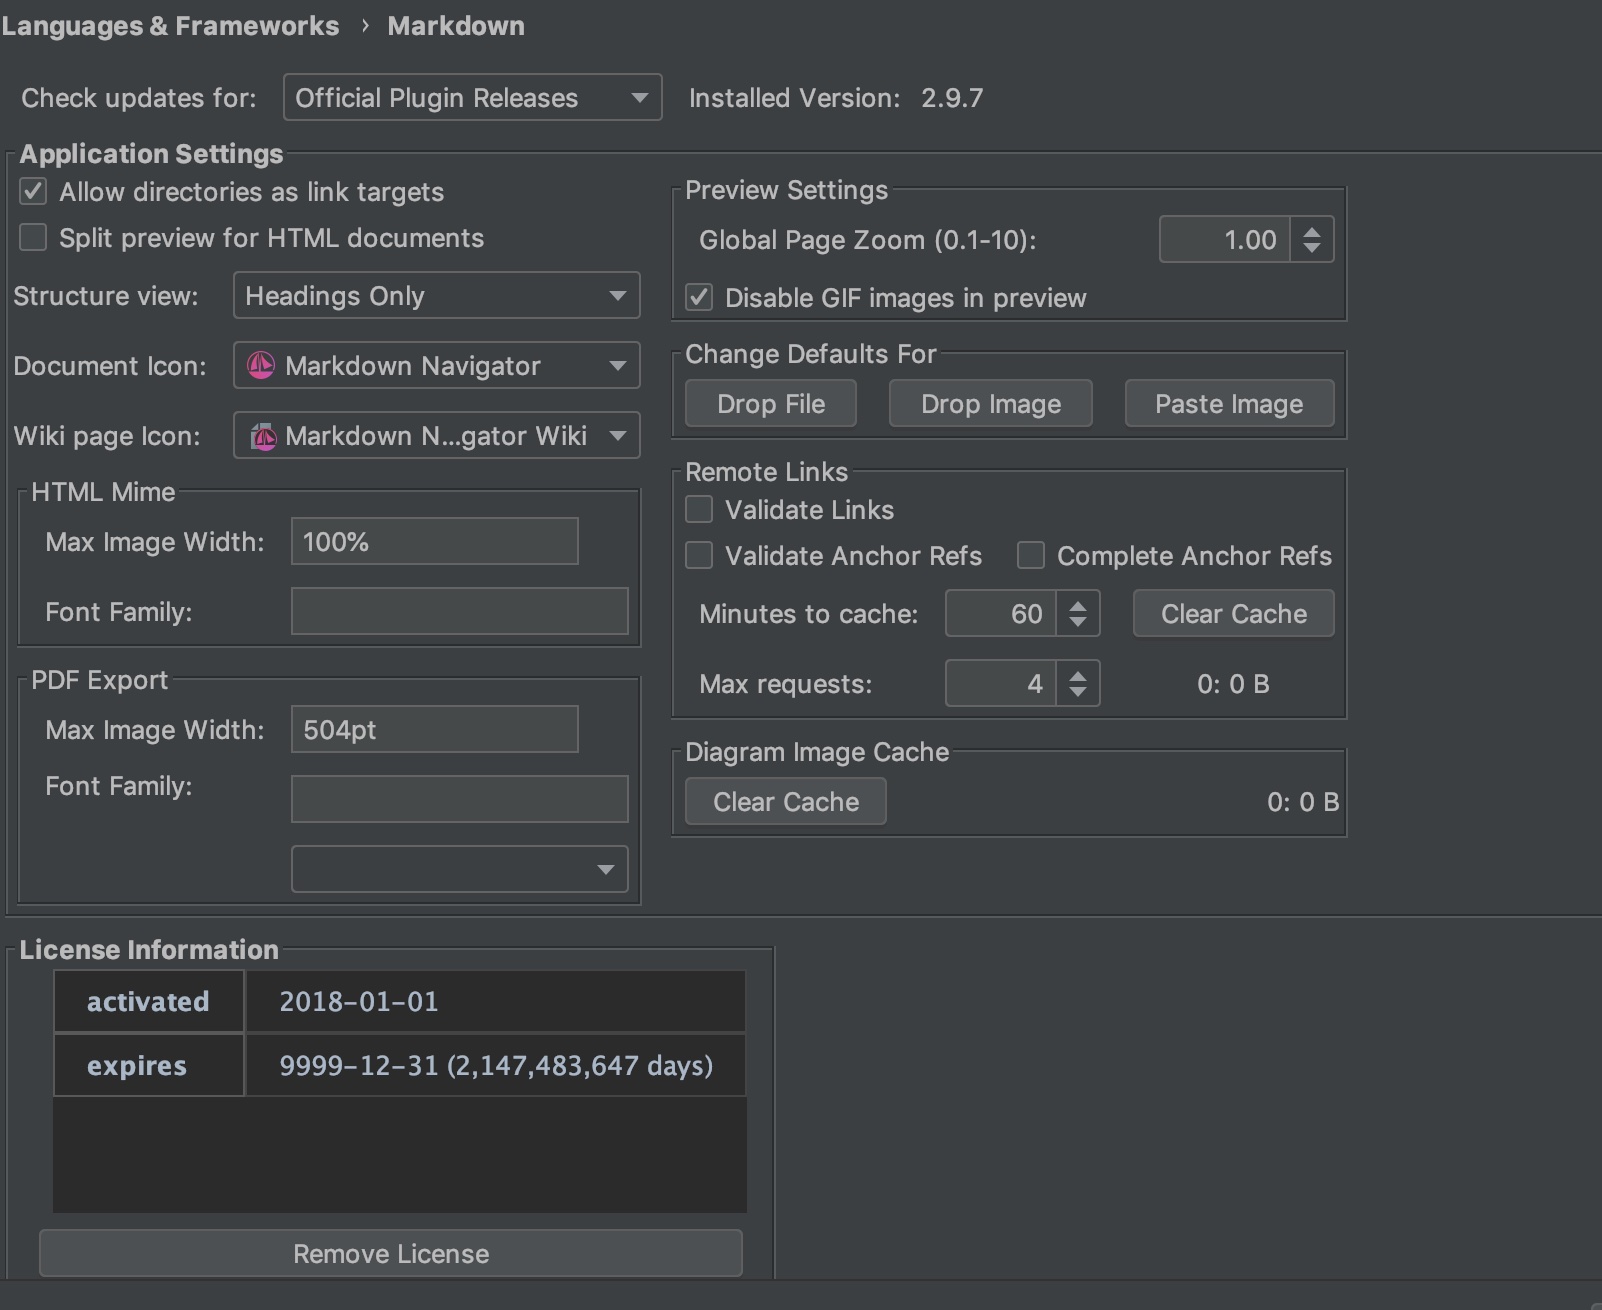 Languages & Frameworks › Markdown
Check updates for: Official Plugin Releases Installed Version: 2.9.7
Application Settings
Allow directories as link targets
Split preview for HTML documents
Structure view: Headings Only
Document Icon: Markdown Navigator
Wiki page Icon: Markdown N...gator Wiki
HTML Mime
Max Image Width: 100%
Font Family:
PDF Export
Max Image Width: 504pt
Font Family:
Preview Settings
Global Page Zoom (0.1-10): 1.00
Disable GIF images in preview
Change Defaults For
Drop File Drop Image Paste Image
Remote Links
Validate Links
Validate Anchor Refs Complete Anchor Refs
Minutes to cache: 60 Clear Cache
Max requests: 4 0: 0 B
Diagram Image Cache
Clear Cache 0: 0 B
License Information
activated 2018-01-01
expires 9999-12-31 (2,147,483,647 days)
Remove License